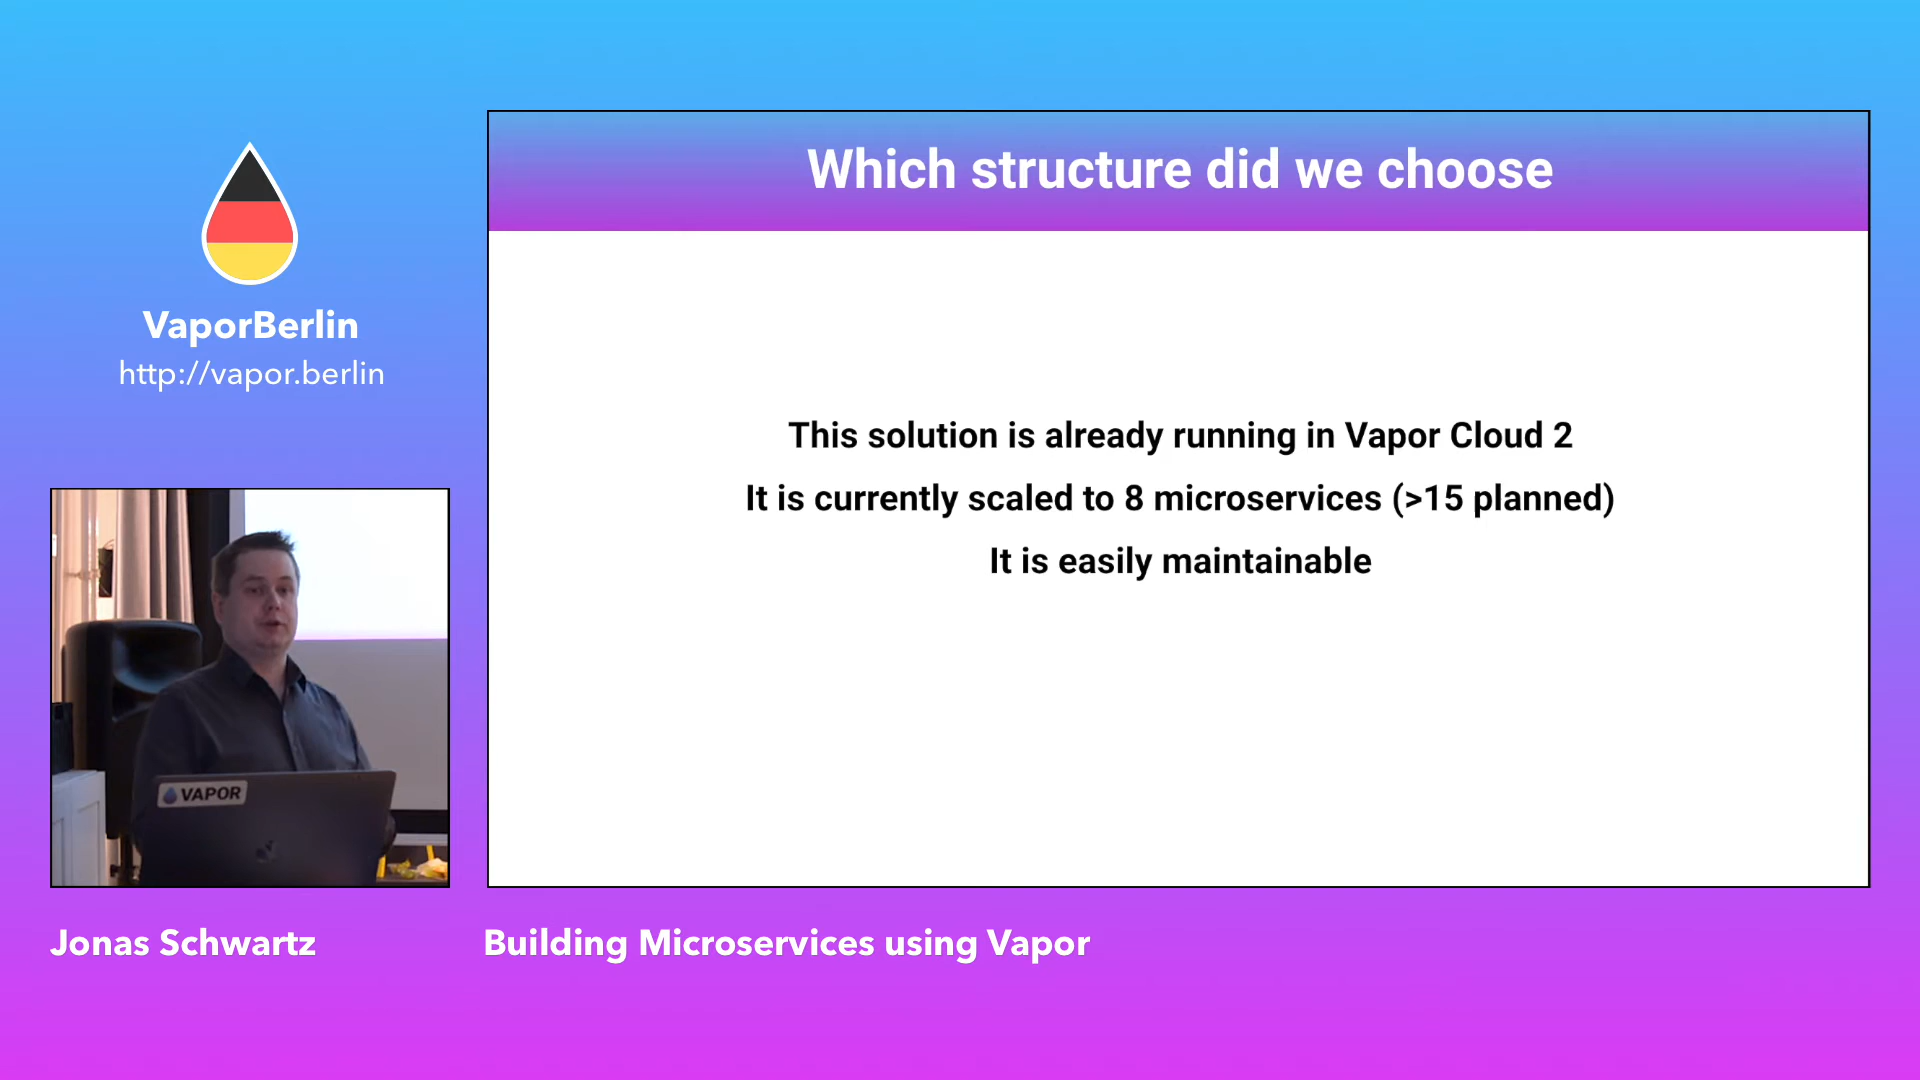 VaporBerlin
http://vapor.berlin
Which structure did we choose
This solution is already running in Vapor Cloud 2
It is currently scaled to 8 microservices (>15 planned)
It is easily maintainable
VAPOR
Jonas Schwartz
Building Microservices using Vapor